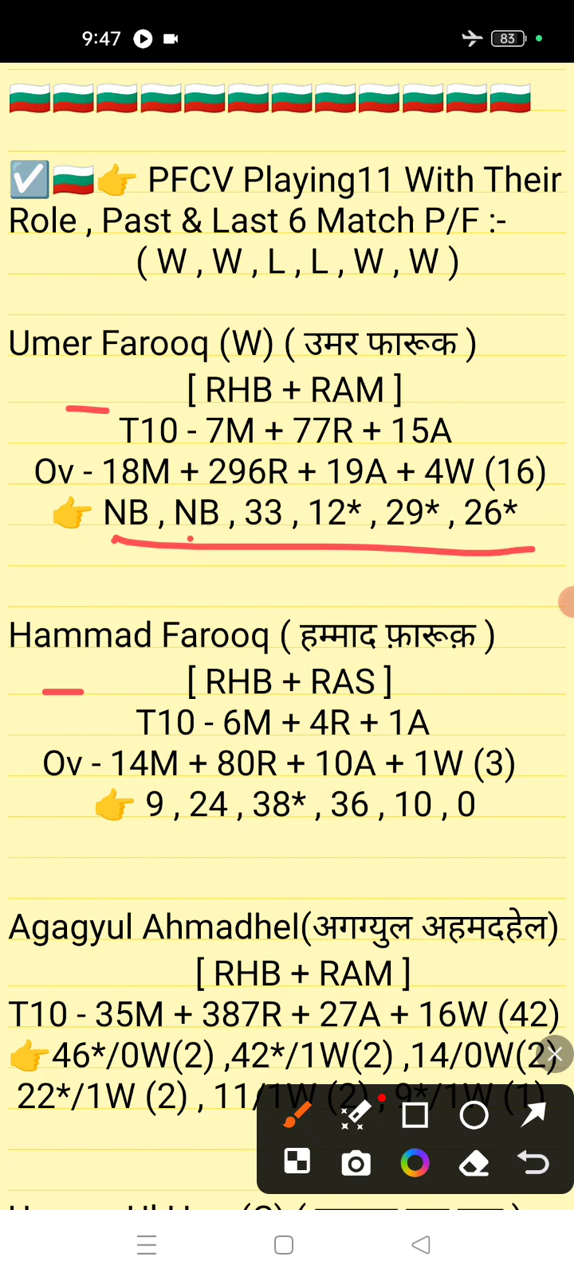 9:47
83
PFCV Playing11 With Their
Role , Past & Last 6 Match P/F :-
( W , W , L , L , W , W )
Umer Farooq (W) ( उमर फारूक )
[ RHB + RAM ]
T10 - 7M + 77R + 15A
Ov - 18M + 296R + 19A + 4W (16)
👉 NB , NB , 33 , 12* , 29* , 26*
Hammad Farooq ( हम्माद फ़ारूक़ )
[ RHB + RAS ]
T10 - 6M + 4R + 1A
Ov - 14M + 80R + 10A + 1W (3)
👉 9 , 24 , 38* , 36 , 10 , 0
Agagyul Ahmadhel(अगग्युल अहमदहेल)
[ RHB + RAM ]
T10 - 35M + 387R + 27A + 16W (42)
👉46*/0W(2) ,42*/1W(2) ,14/0W(2)
22*/1W (2) , 11/1W (2) , 9*/1W (1)